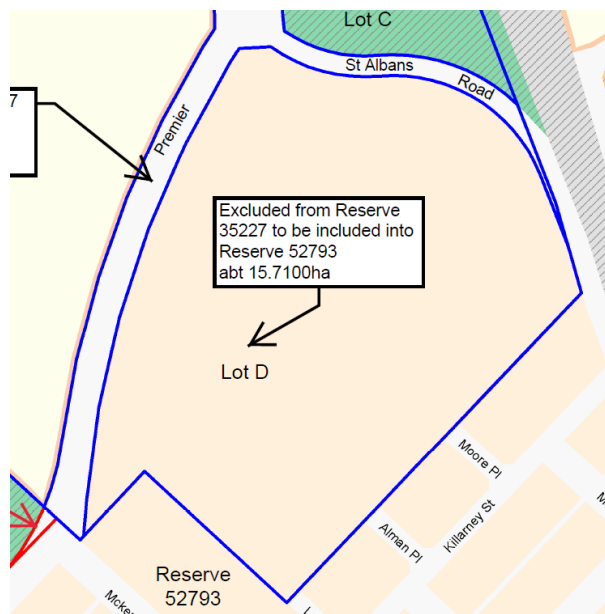 Lot C
St Albans
Road
7
Premier
Excluded from Reserve
35227 to be included into
Reserve 52793
abt 15.7100ha
Lot D
Moore Pl
Killarney St
Alman Pl
Reserve
52793